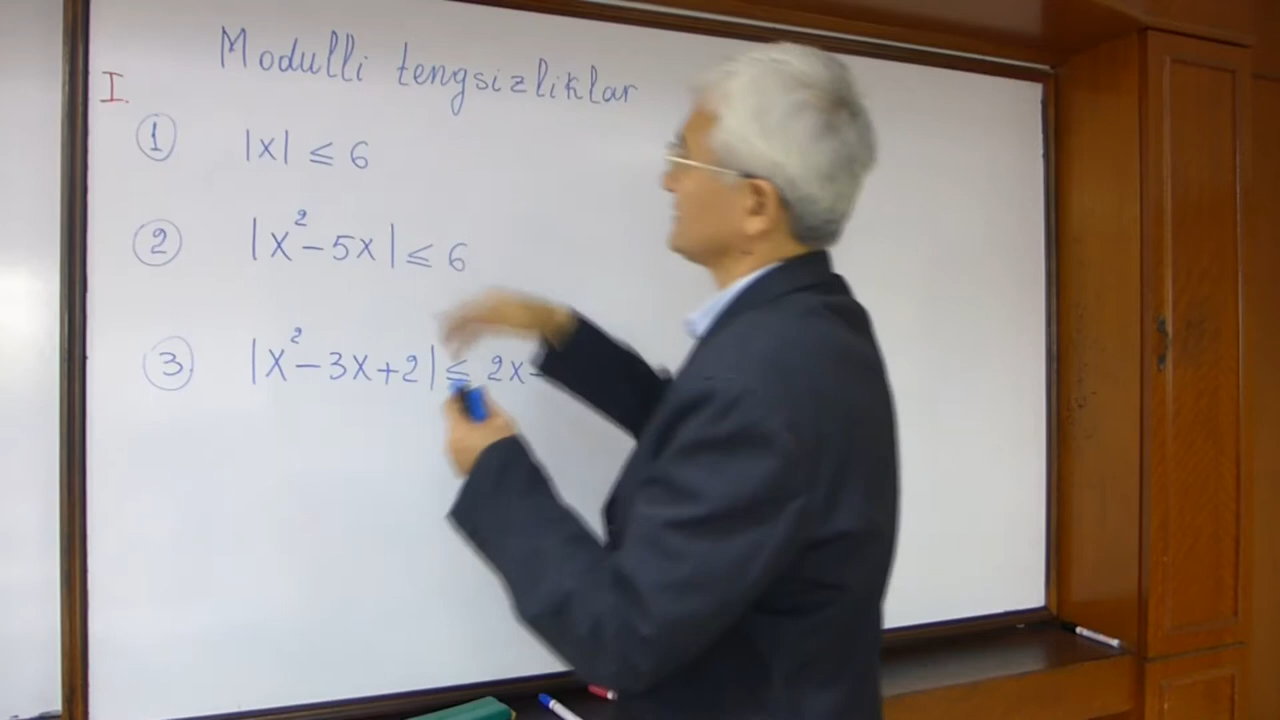 Modulli tengsizliklar
I.
1 |x| ≤ 6
2 |x²-5x| ≤ 6
3 |x²-3x+2| ≤ 2x-